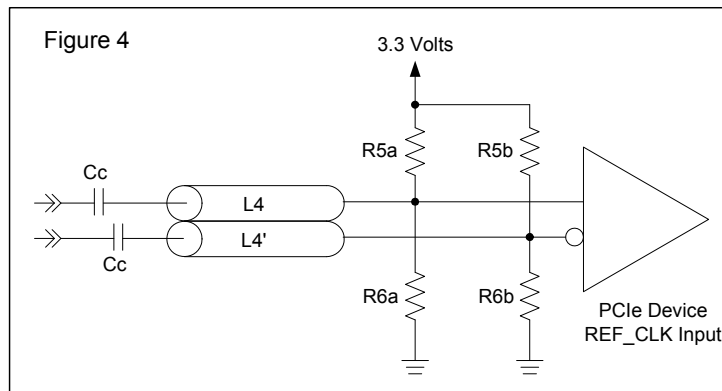 Figure 4
3.3 Volts
R5a
R5b
Cc
L4
L4'
Cc
R6a
R6b
PCIe Device
REF_CLK Input